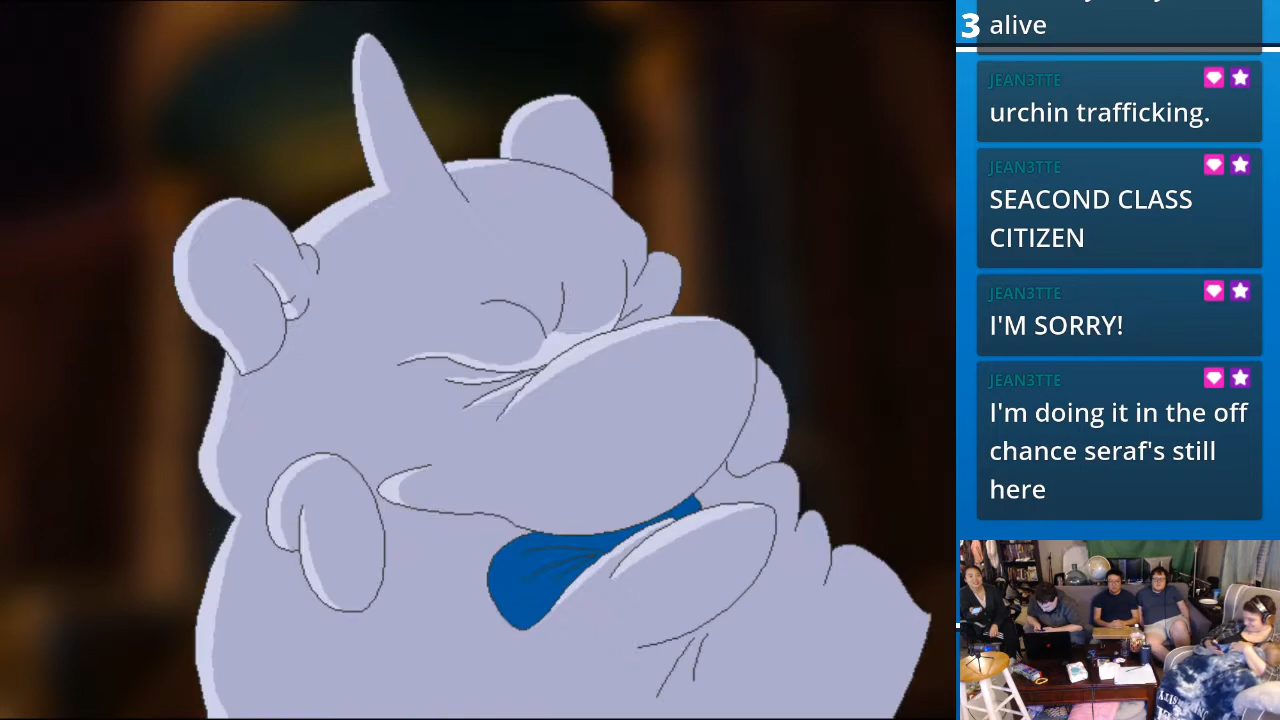 3
alive
JEAN3TTE
urchin trafficking.
JEAN3TTE
SEACOND CLASS
CITIZEN
JEAN3TTE
I'M SORRY!
JEAN3TTE
I'm doing it in the off
chance seraf's still
here